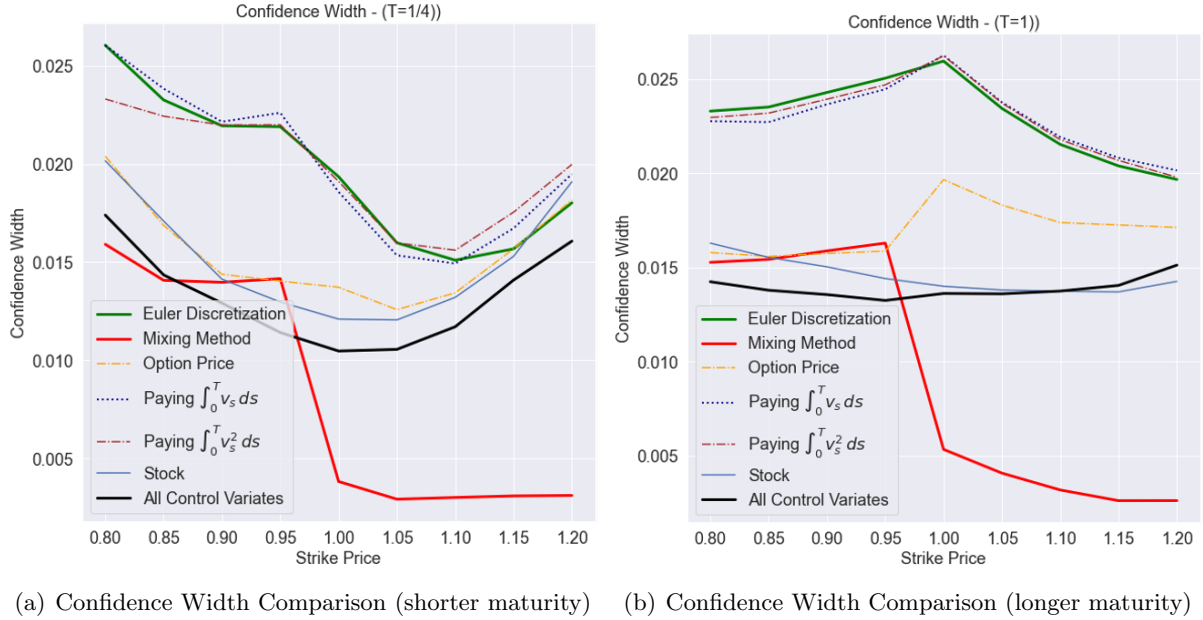 Confidence Width - (T=1/4))
Confidence Width
0.025
0.020
0.015
0.010
0.005
Euler Discretization
Mixing Method
Option Price
Paying ∫₀ᵀ vₛ ds
Paying ∫₀ᵀ vₛ² ds
Stock
All Control Variates
0.80 0.85 0.90 0.95 1.00 1.05 1.10 1.15 1.20
Strike Price
(a) Confidence Width Comparison (shorter maturity)
Confidence Width - (T=1))
Confidence Width
0.025
0.020
0.015
0.010
0.005
Euler Discretization
Mixing Method
Option Price
Paying ∫₀ᵀ vₛ ds
Paying ∫₀ᵀ vₛ² ds
Stock
All Control Variates
0.80 0.85 0.90 0.95 1.00 1.05 1.10 1.15 1.20
Strike Price
(b) Confidence Width Comparison (longer maturity)